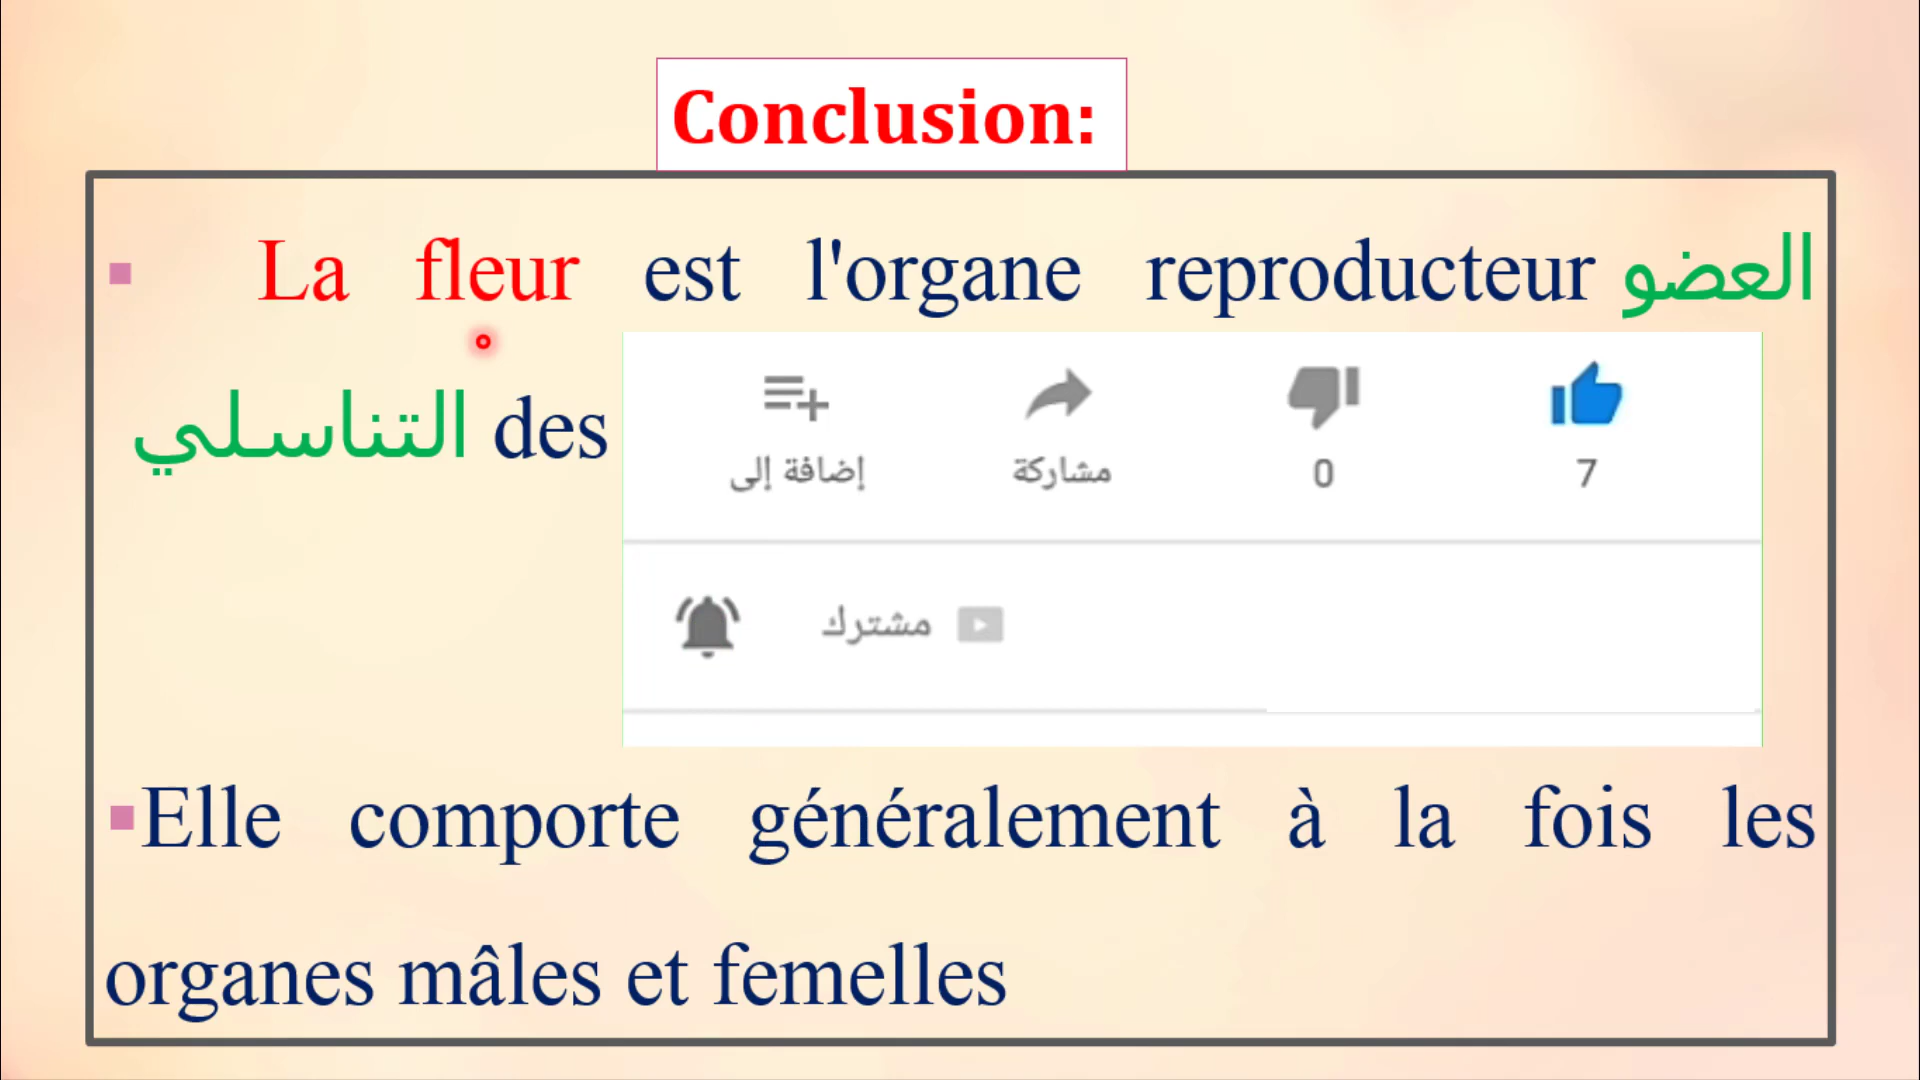 Conclusion:
▪ La fleur est l'organe reproducteur العضو
التناسلي des
إضافة إلى مشاركة 0 7
مشترك
▪Elle comporte généralement à la fois les
organes mâles et femelles